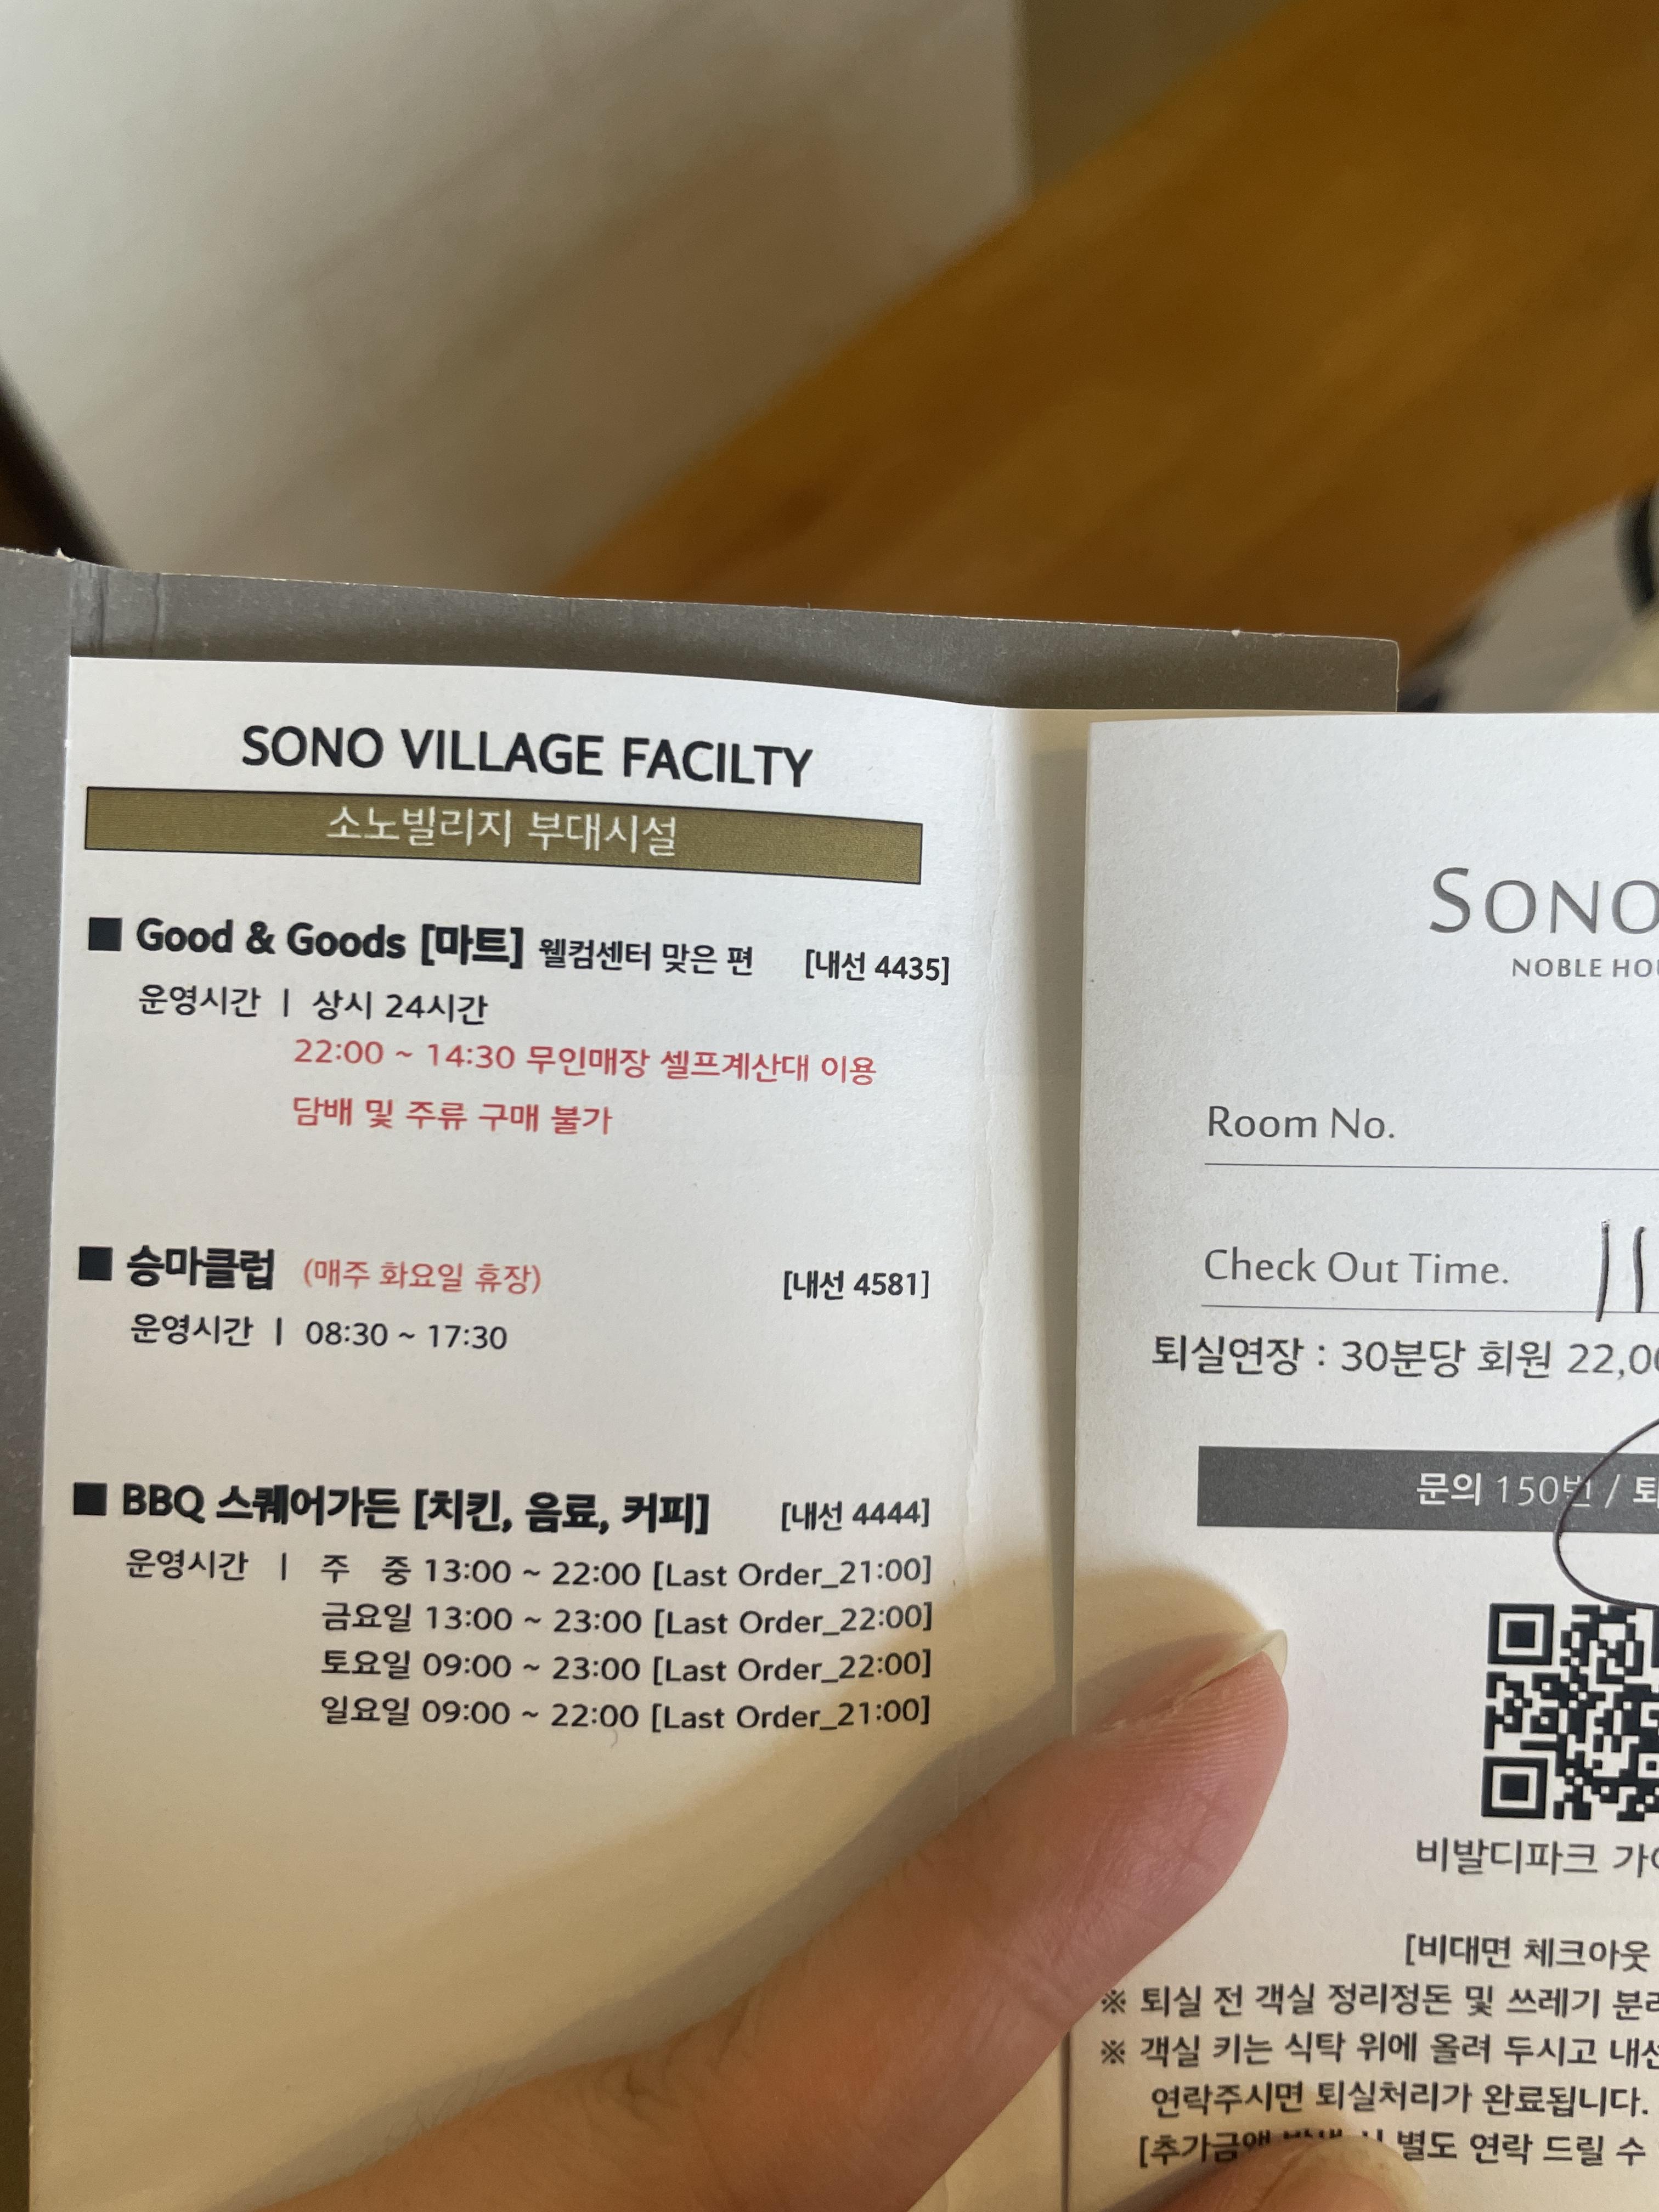 SONO VILLAGE FACILTY
소노빌리지 부대시설
■ Good & Goods [마트] 웰컴센터 맞은 편 [내선 4435]
운영시간 | 상시 24시간
22:00 ~ 14:30 무인매장 셀프계산대 이용
담배 및 주류 구매 불가
■ 승마클럽 (매주 화요일 휴장) [내선 4581]
운영시간 | 08:30 ~ 17:30
■ BBQ 스퀘어가든 [치킨, 음료, 커피] [내선 4444]
운영시간 | 주 중 13:00 ~ 22:00 [Last Order_21:00]
금요일 13:00 ~ 23:00 [Last Order_22:00]
토요일 09:00 ~ 23:00 [Last Order_22:00]
일요일 09:00 ~ 22:00 [Last Order_21:00]
SONO
NOBLE
Room No.
Check Out Time. 11
퇴실연장 : 30분당 회원
문의 150번 /
비발디파크
[비대면 체크아웃
※ 퇴실 전 객실 정리정돈 및 쓰레기
※ 객실 키는 식탁 위에 올려 두시고
연락주시면 퇴실처리가 완료됩니다.
[추가금액 별도 연락 드릴 수